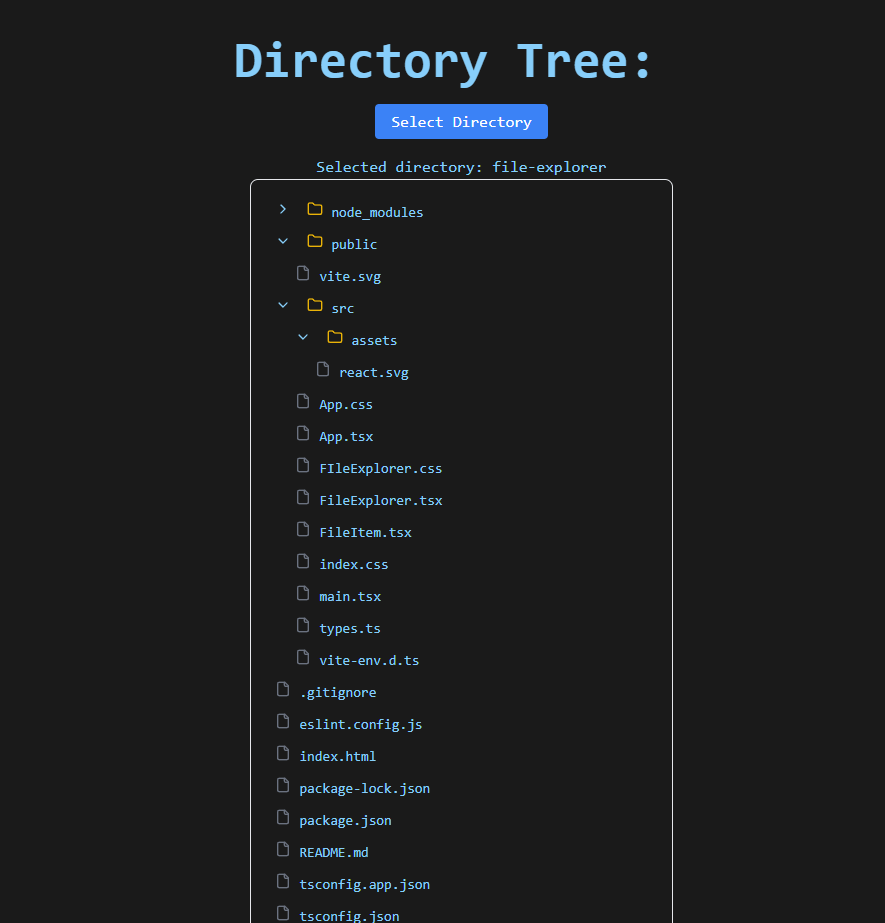 Directory Tree:
Select Directory
Selected directory: file-explorer
node_modules
public
vite.svg
src
assets
react.svg
App.css
App.tsx
FIleExplorer.css
FileExplorer.tsx
FileItem.tsx
index.css
main.tsx
types.ts
vite-env.d.ts
.gitignore
eslint.config.js
index.html
package-lock.json
package.json
README.md
tsconfig.app.json
tsconfig.json